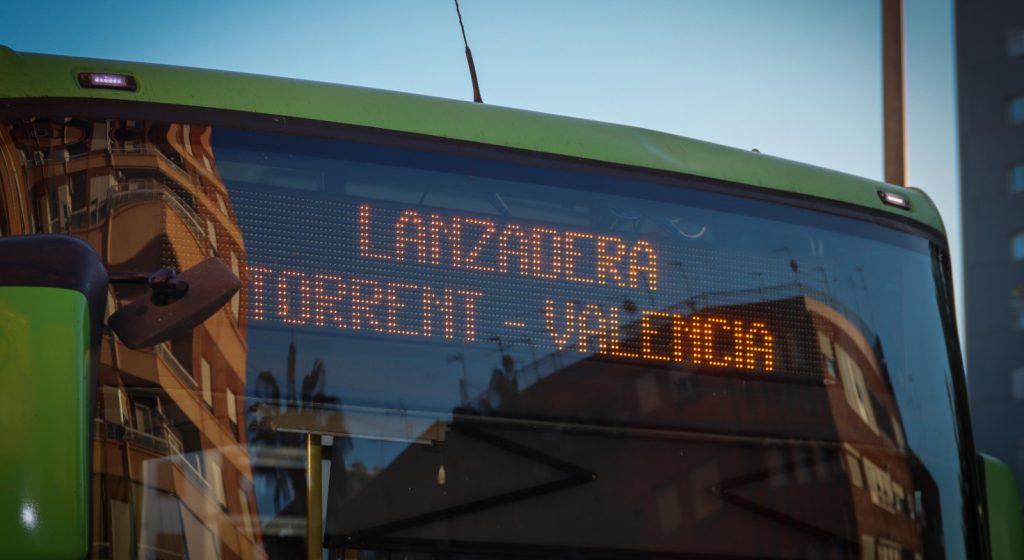 LANZADERA
TORRENT - VALENCIA